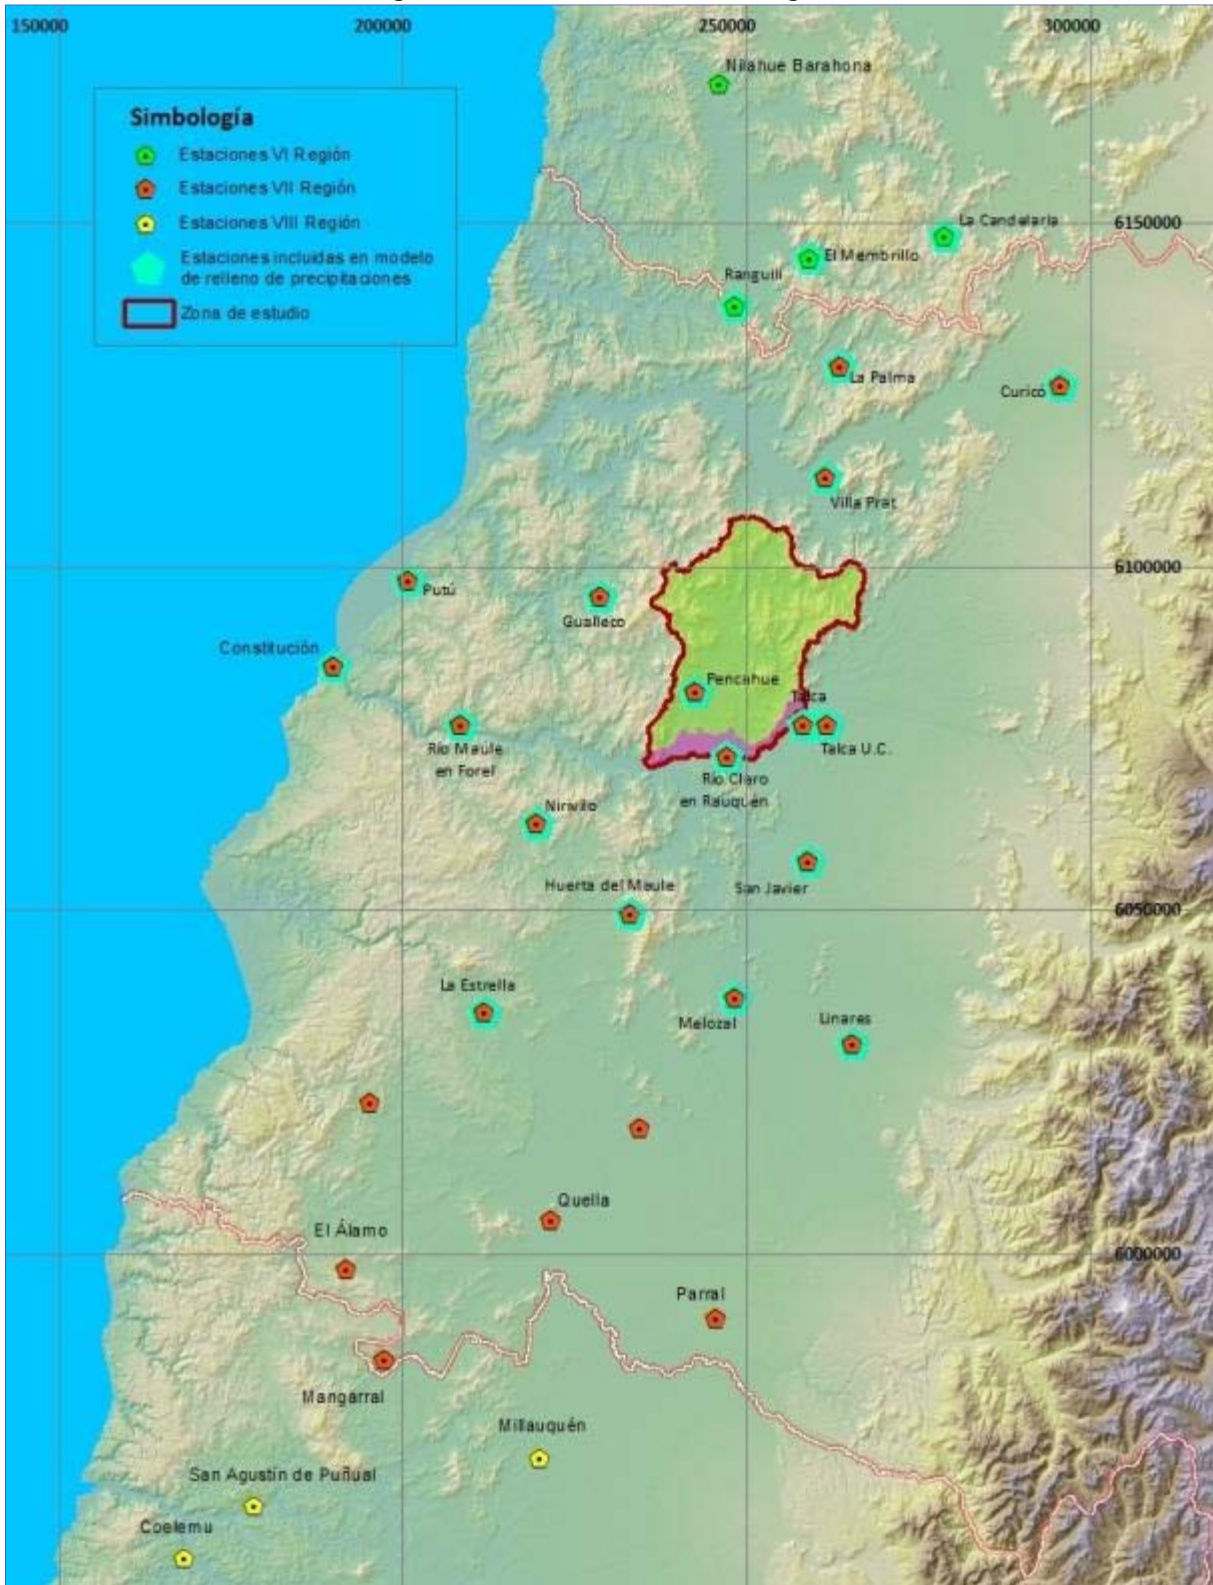 150000
200000
250000
300000
Nilahue Barahona
Simbología
Estaciones VI Región
Estaciones VII Región
Estaciones VIII Región
Estaciones incluidas en modelo
de relleno de precipitaciones
Zona de estudio
La Candelaria
6150000
El Membrillo
Ranguili
La Palma
Curicó
Villa Prat
6100000
Putú
Gualleco
Constitución
Pencahue
Talca
Río Maule
en Forel
Talca U.C.
Río Claro
en Rauquén
Nirivilo
Huerta del Maule
San Javier
6050000
La Estrella
Melozal
Linares
Quella
El Álamo
6000000
Parral
Mangarral
Millauquén
San Agustín de Puñual
Coelemu